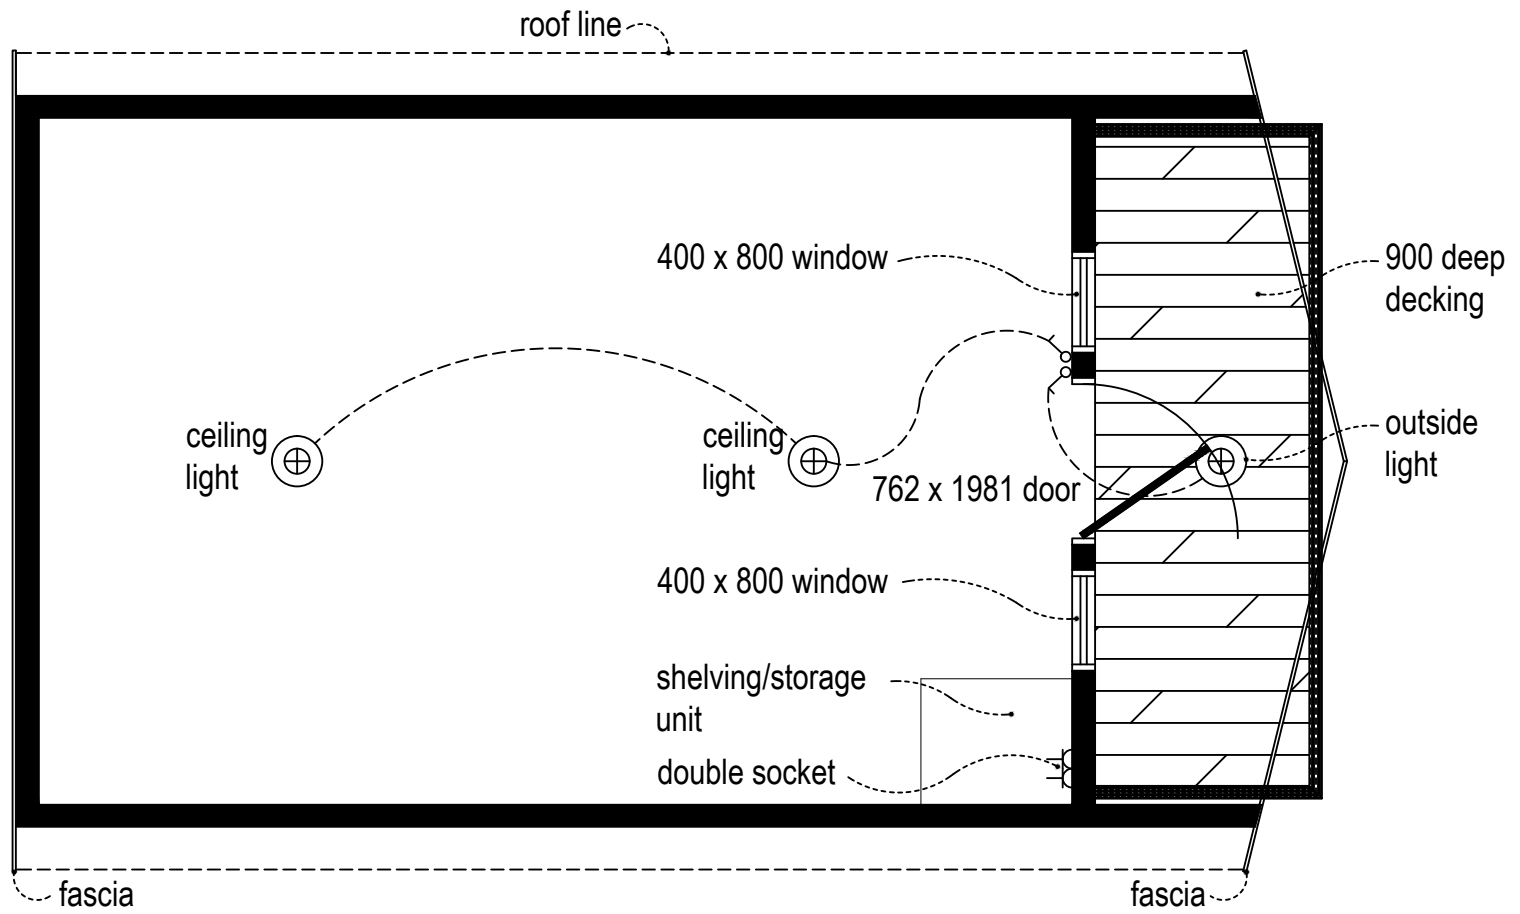 roof line
400 x 800 window
900 deep
decking
ceiling
light
ceiling
light
outside
light
762 x 1981 door
400 x 800 window
shelving/storage
unit
double socket
fascia
fascia